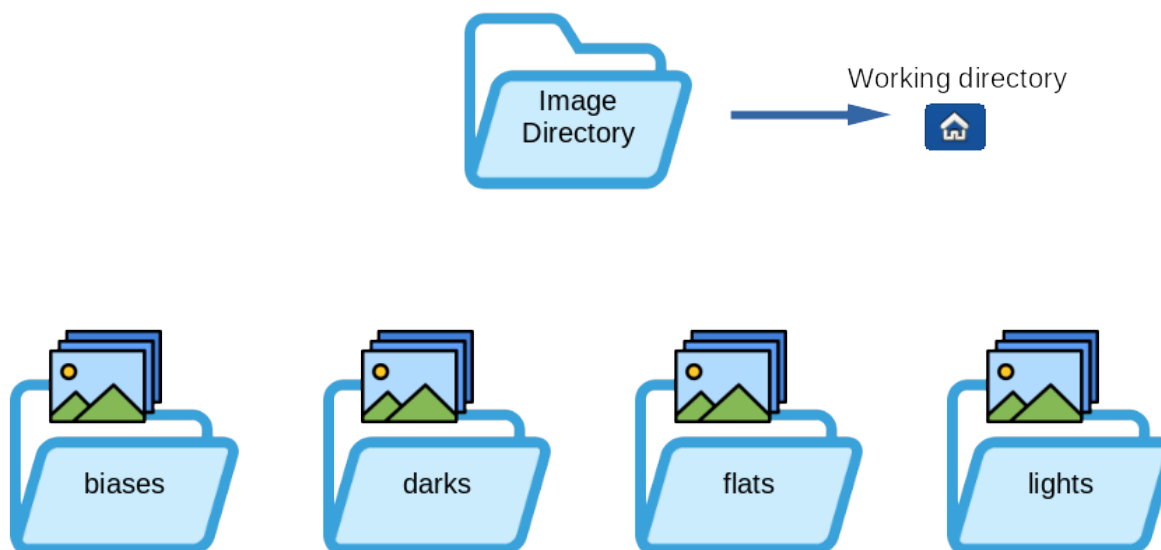 Working directory
Image
Directory
biases
darks
flats
lights